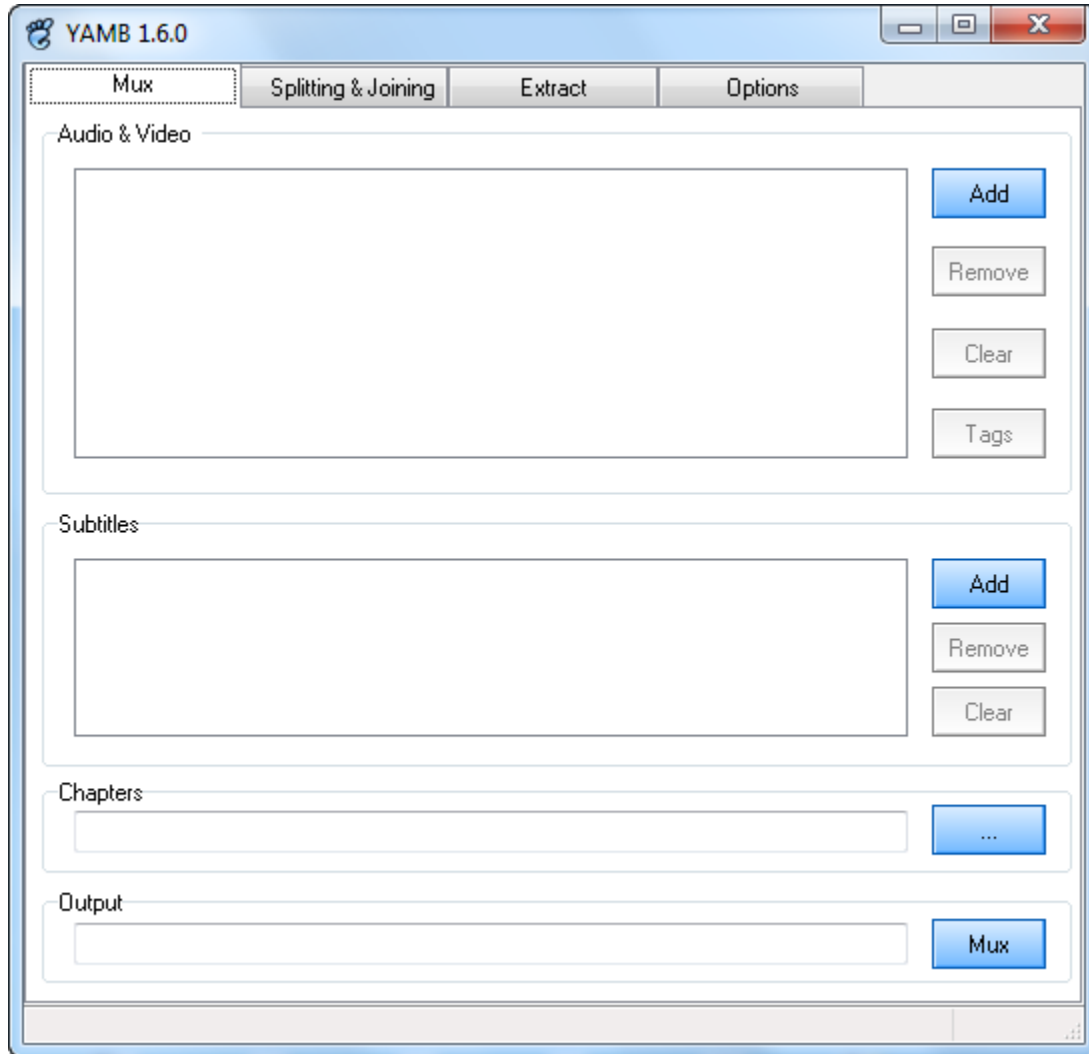 YAMB 1.6.0
Mux
Splitting & Joining
Extract
Options
Audio & Video
Add
Remove
Clear
Tags
Subtitles
Add
Remove
Clear
Chapters
...
Output
Mux